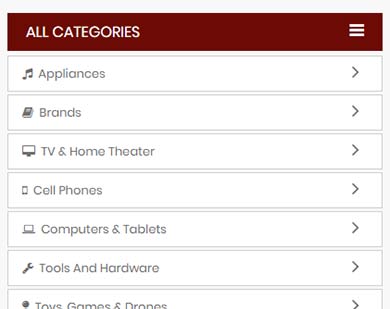 ALL CATEGORIES
Appliances
Brands
TV & Home Theater
Cell Phones
Computers & Tablets
Tools And Hardware
Toys, Games & Drones